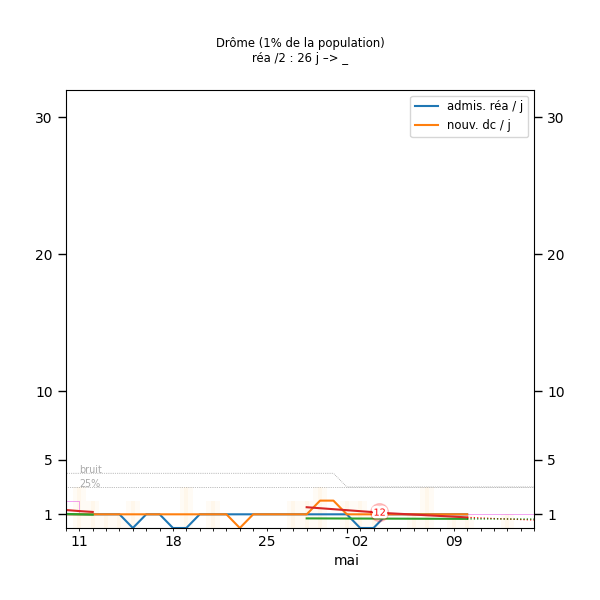 Drôme (1% de la population)
réa /2 : 26 j –> _
admis. réa / j
nouv. dc / j
30 30
20 20
10 10
5 5
bruit
25%
12
1 1
11 18 25 02 09
mai